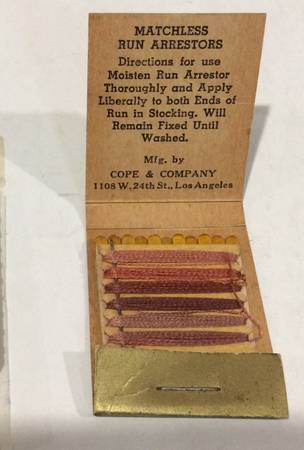 MATCHLESS
RUN ARRESTORS
Directions for use
Moisten Run Arrestor
Thoroughly and Apply
Liberally to both Ends of
Run in Stocking. Will
Remain Fixed Until
Washed.
Mfg. by
COPE & COMPANY
1108 W. 24th St., Los Angeles